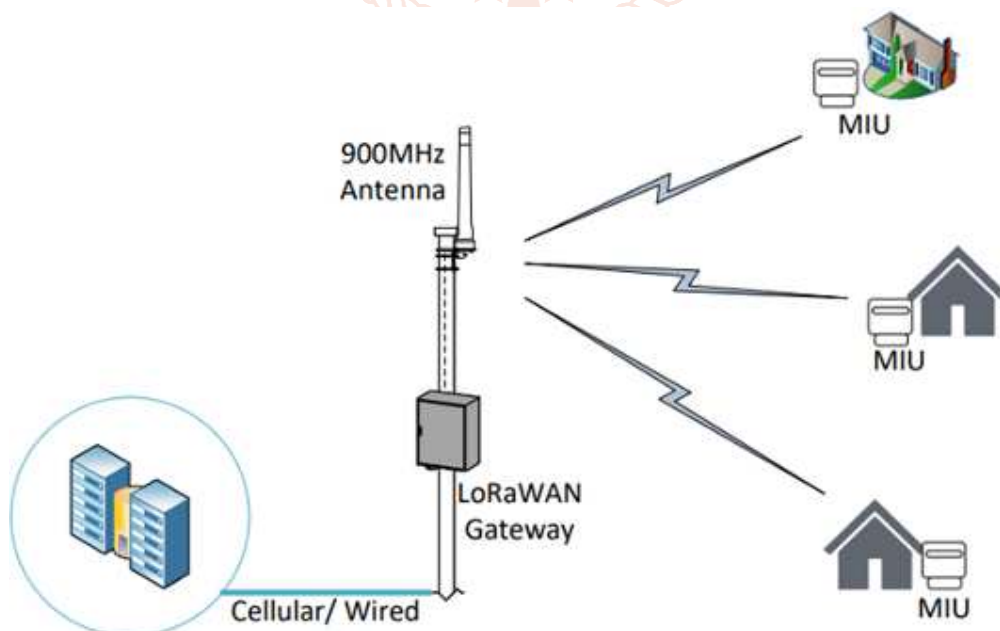 MIU
900MHz
Antenna
MIU
LoRaWAN
Gateway
Cellular/ Wired
MIU